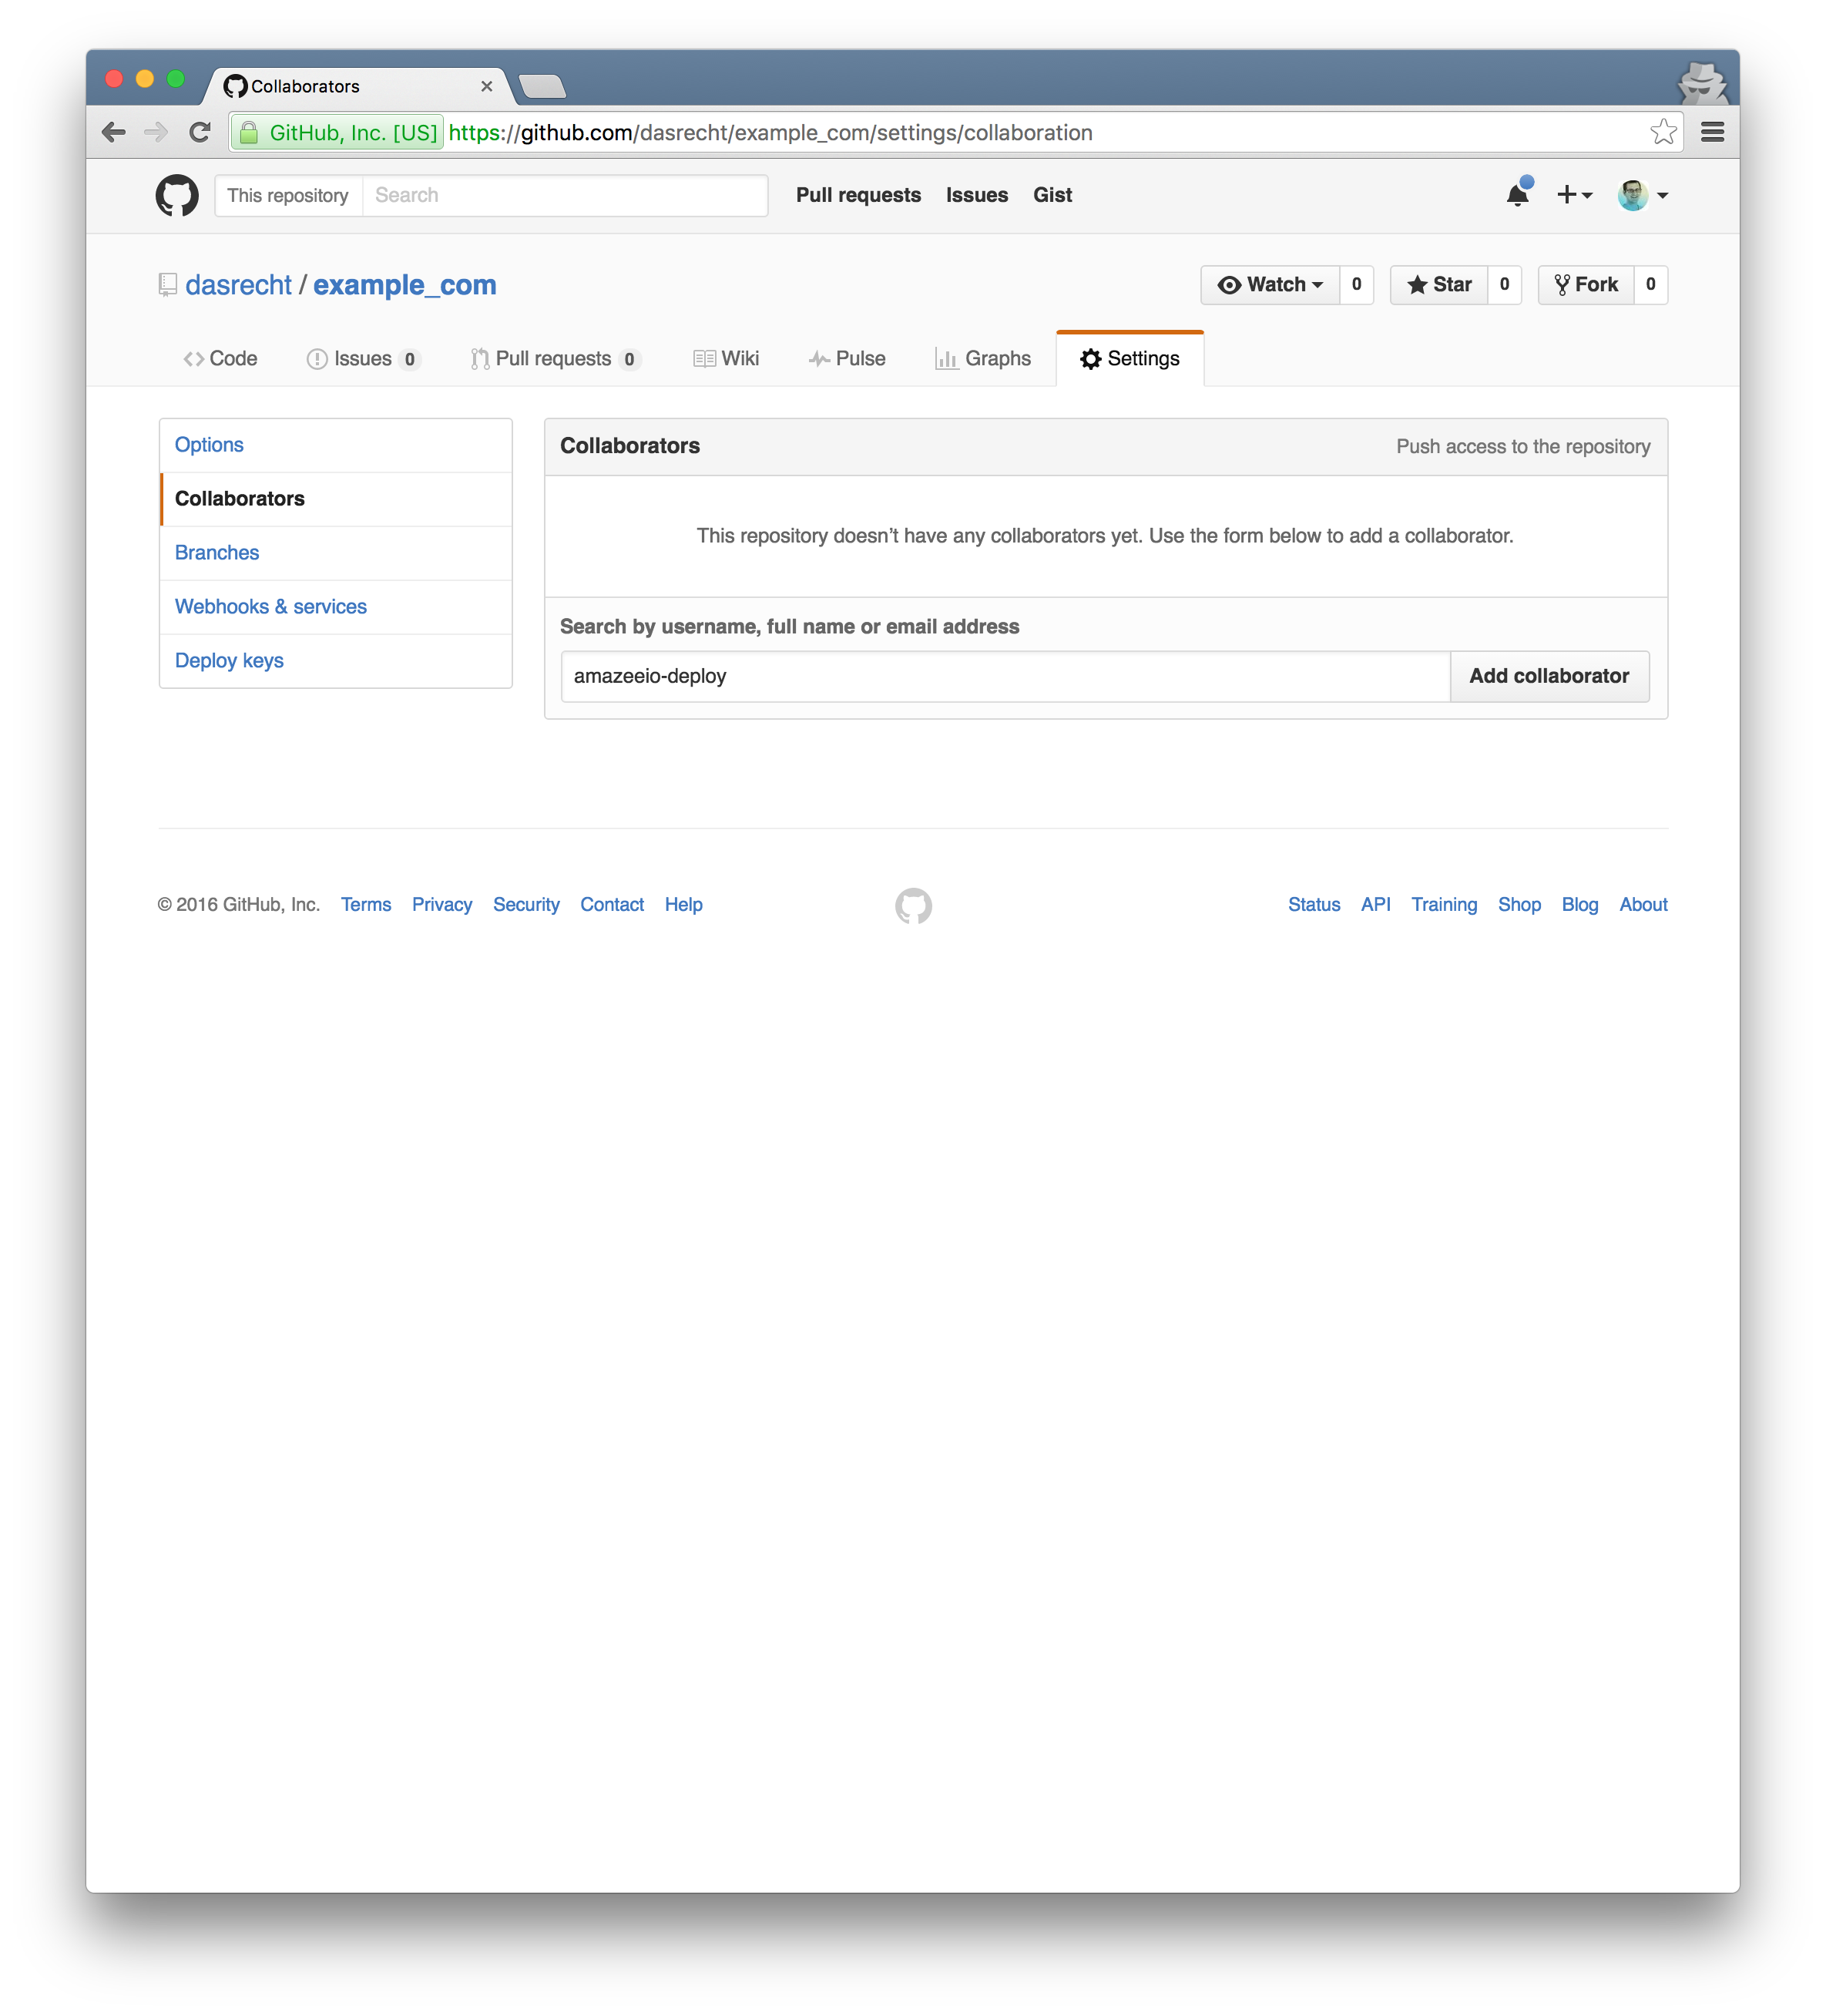 Collaborators
GitHub, Inc. [US] https://github.com/dasrecht/example_com/settings/collaboration
This repository Search Pull requests Issues Gist
dasrecht / example_com Watch 0 Star 0 Fork 0
Code Issues 0 Pull requests 0 Wiki Pulse Graphs Settings
Options
Collaborators
Branches
Webhooks & services
Deploy keys
Collaborators Push access to the repository
This repository doesn’t have any collaborators yet. Use the form below to add a collaborator.
Search by username, full name or email address
amazeeio-deploy Add collaborator
© 2016 GitHub, Inc. Terms Privacy Security Contact Help Status API Training Shop Blog About